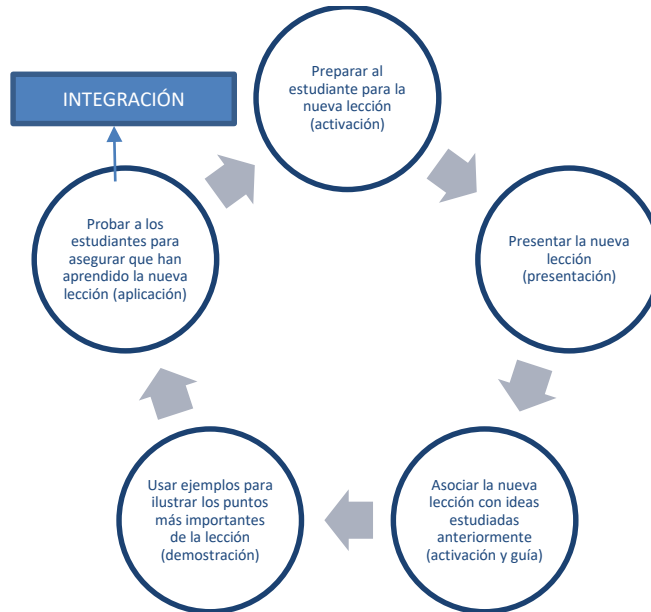 Preparar al
estudiante para la
nueva lección
(activación)
INTEGRACIÓN
Presentar la nueva
lección
(presentación)
Asociar la nueva
lección con ideas
estudiadas
anteriormente
(activación y guía)
Usar ejemplos para
ilustrar los puntos
más importantes
de la lección
(demostración)
Probar a los
estudiantes para
asegurar que han
aprendido la nueva
lección (aplicación)